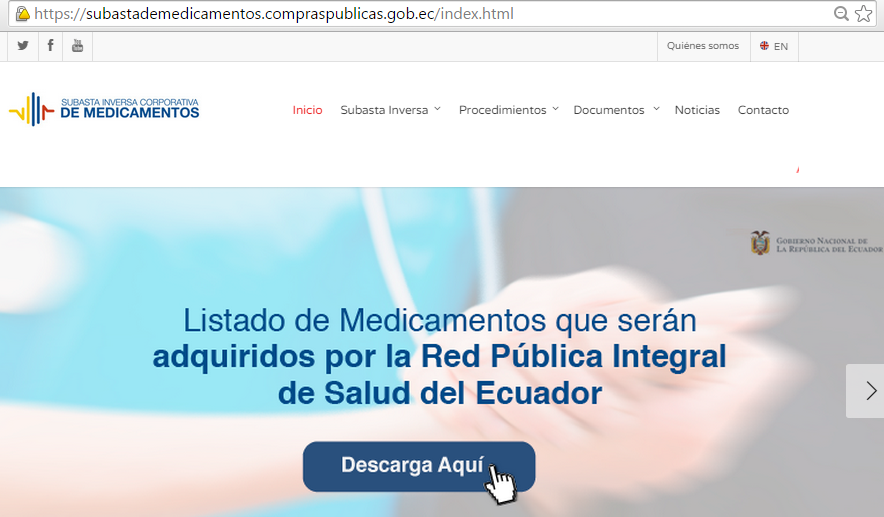 https://subastademedicamentos.compraspublicas.gob.ec/index.html
Quiénes somos EN
SUBASTA INVERSA CORPORATIVA
DE MEDICAMENTOS
Inicio Subasta Inversa Procedimientos Documentos Noticias Contacto
GOBIERNO NACIONAL DE
LA REPÚBLICA DEL ECUADOR
Listado de Medicamentos que serán
adquiridos por la Red Pública Integral
de Salud del Ecuador
Descarga Aquí